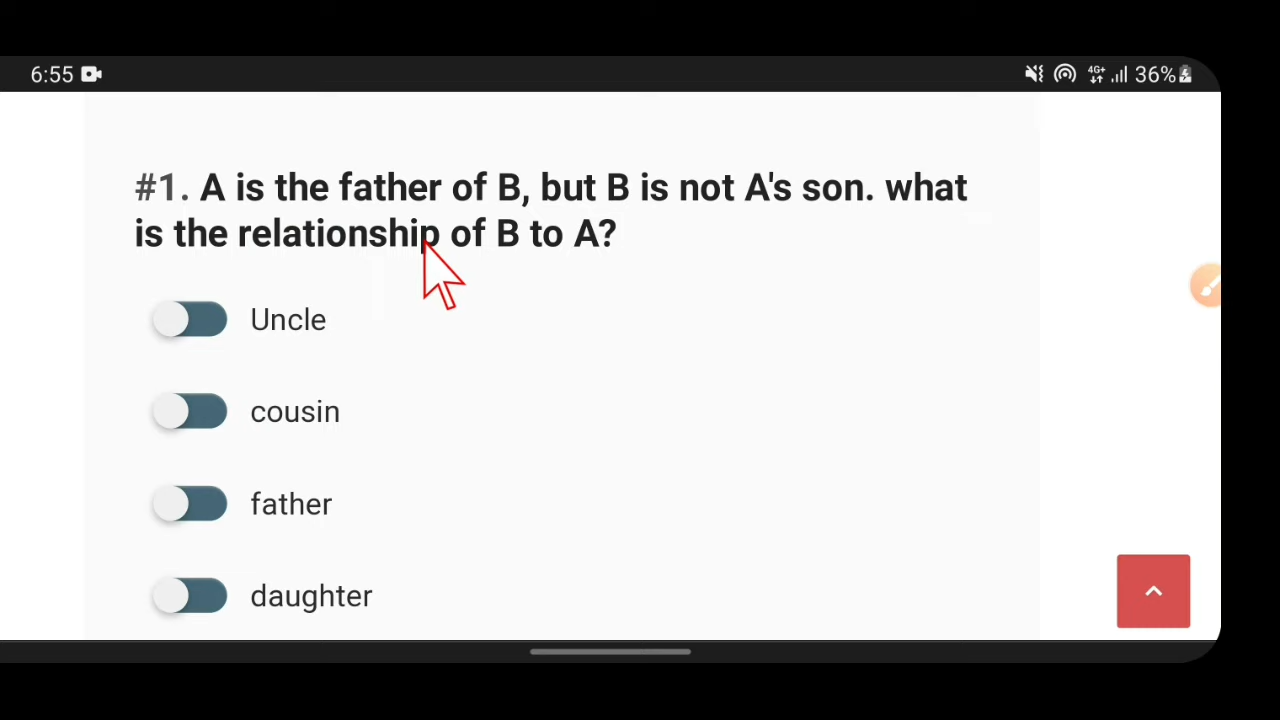 6:55 4G+ 36%
#1. A is the father of B, but B is not A's son. what
is the relationship of B to A?
Uncle
cousin
father
daughter